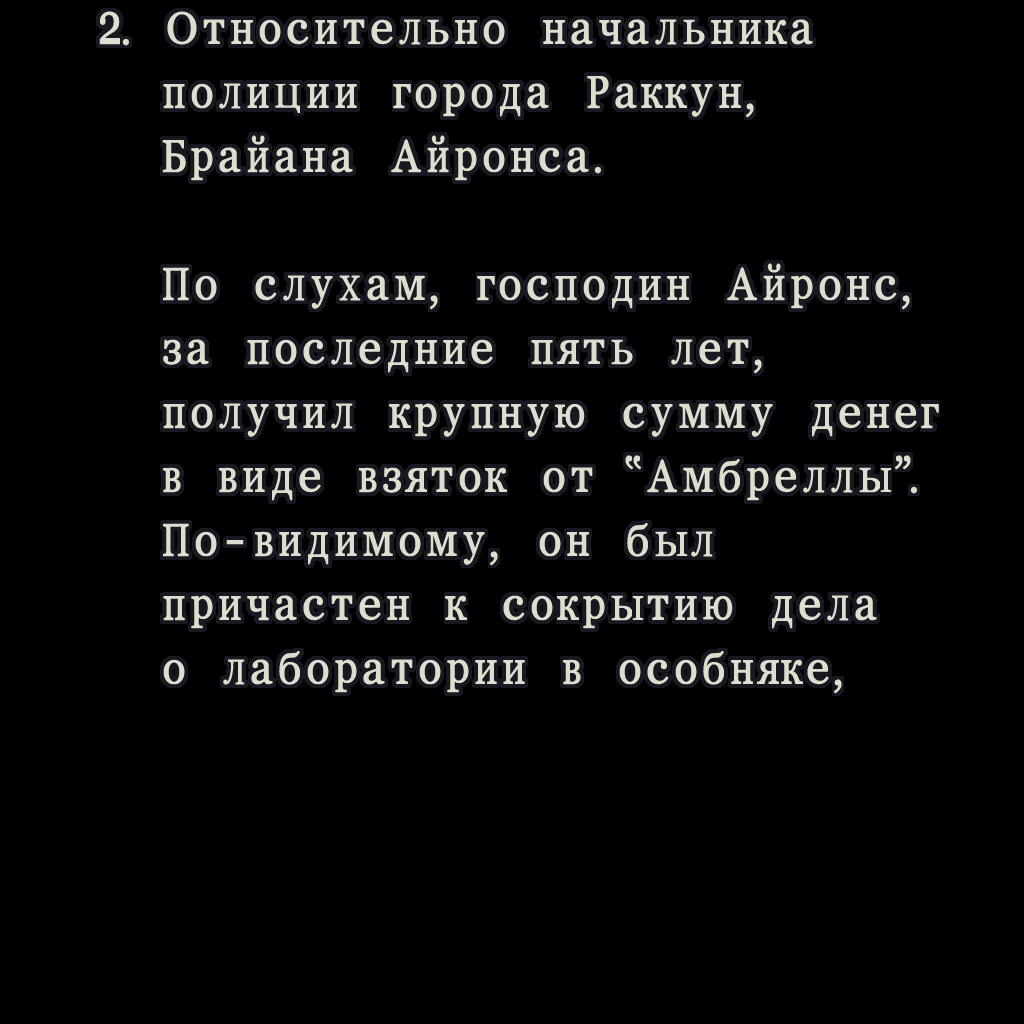 2. Относительно начальника
полиции города Раккун,
Брайана Айронса.
По слухам, господин Айронс,
за последние пять лет,
получил крупную сумму денег
в виде взяток от “Амбреллы”.
По-видимому, он был
причастен к сокрытию дела
о лаборатории в особняке,